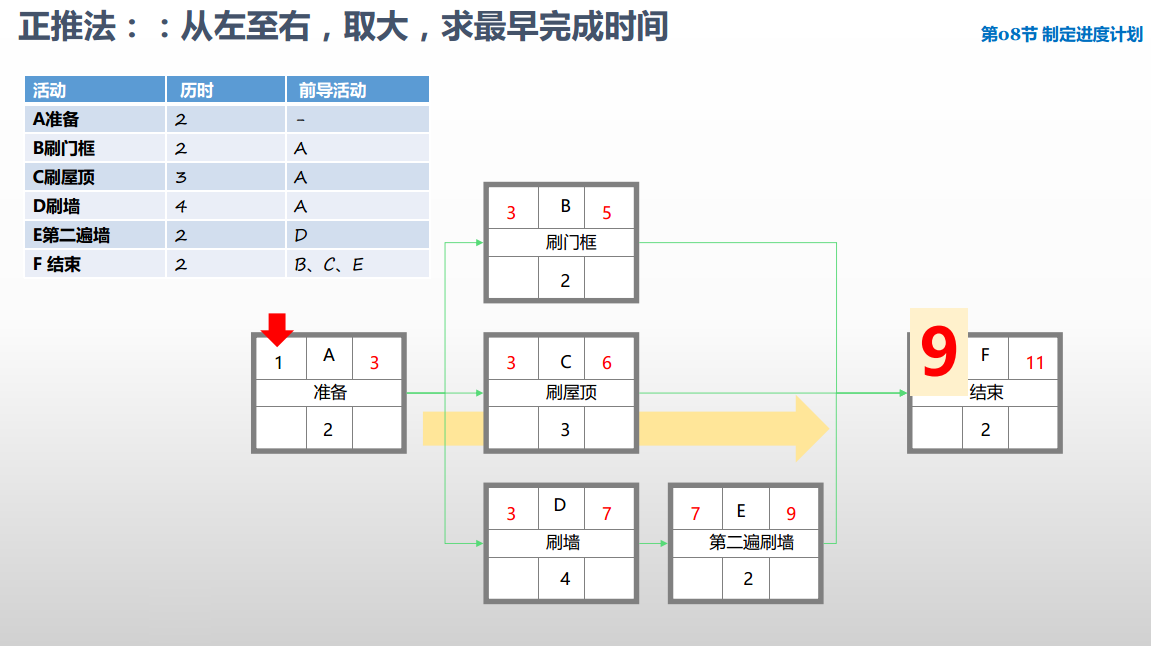 正推法：：从左至右，取大，求最早完成时间
第08节 制定进度计划
活动 历时 前导活动
A准备 2 -
B刷门框 2 A
C刷屋顶 3 A
D刷墙 4 A
E第二遍墙 2 D
F 结束 2 B、C、E
3 B 5
刷门框
2
1 A 3
准备
2
3 C 6
刷屋顶
3
9 F 11
结束
2
3 D 7
刷墙
4
7 E 9
第二遍刷墙
2